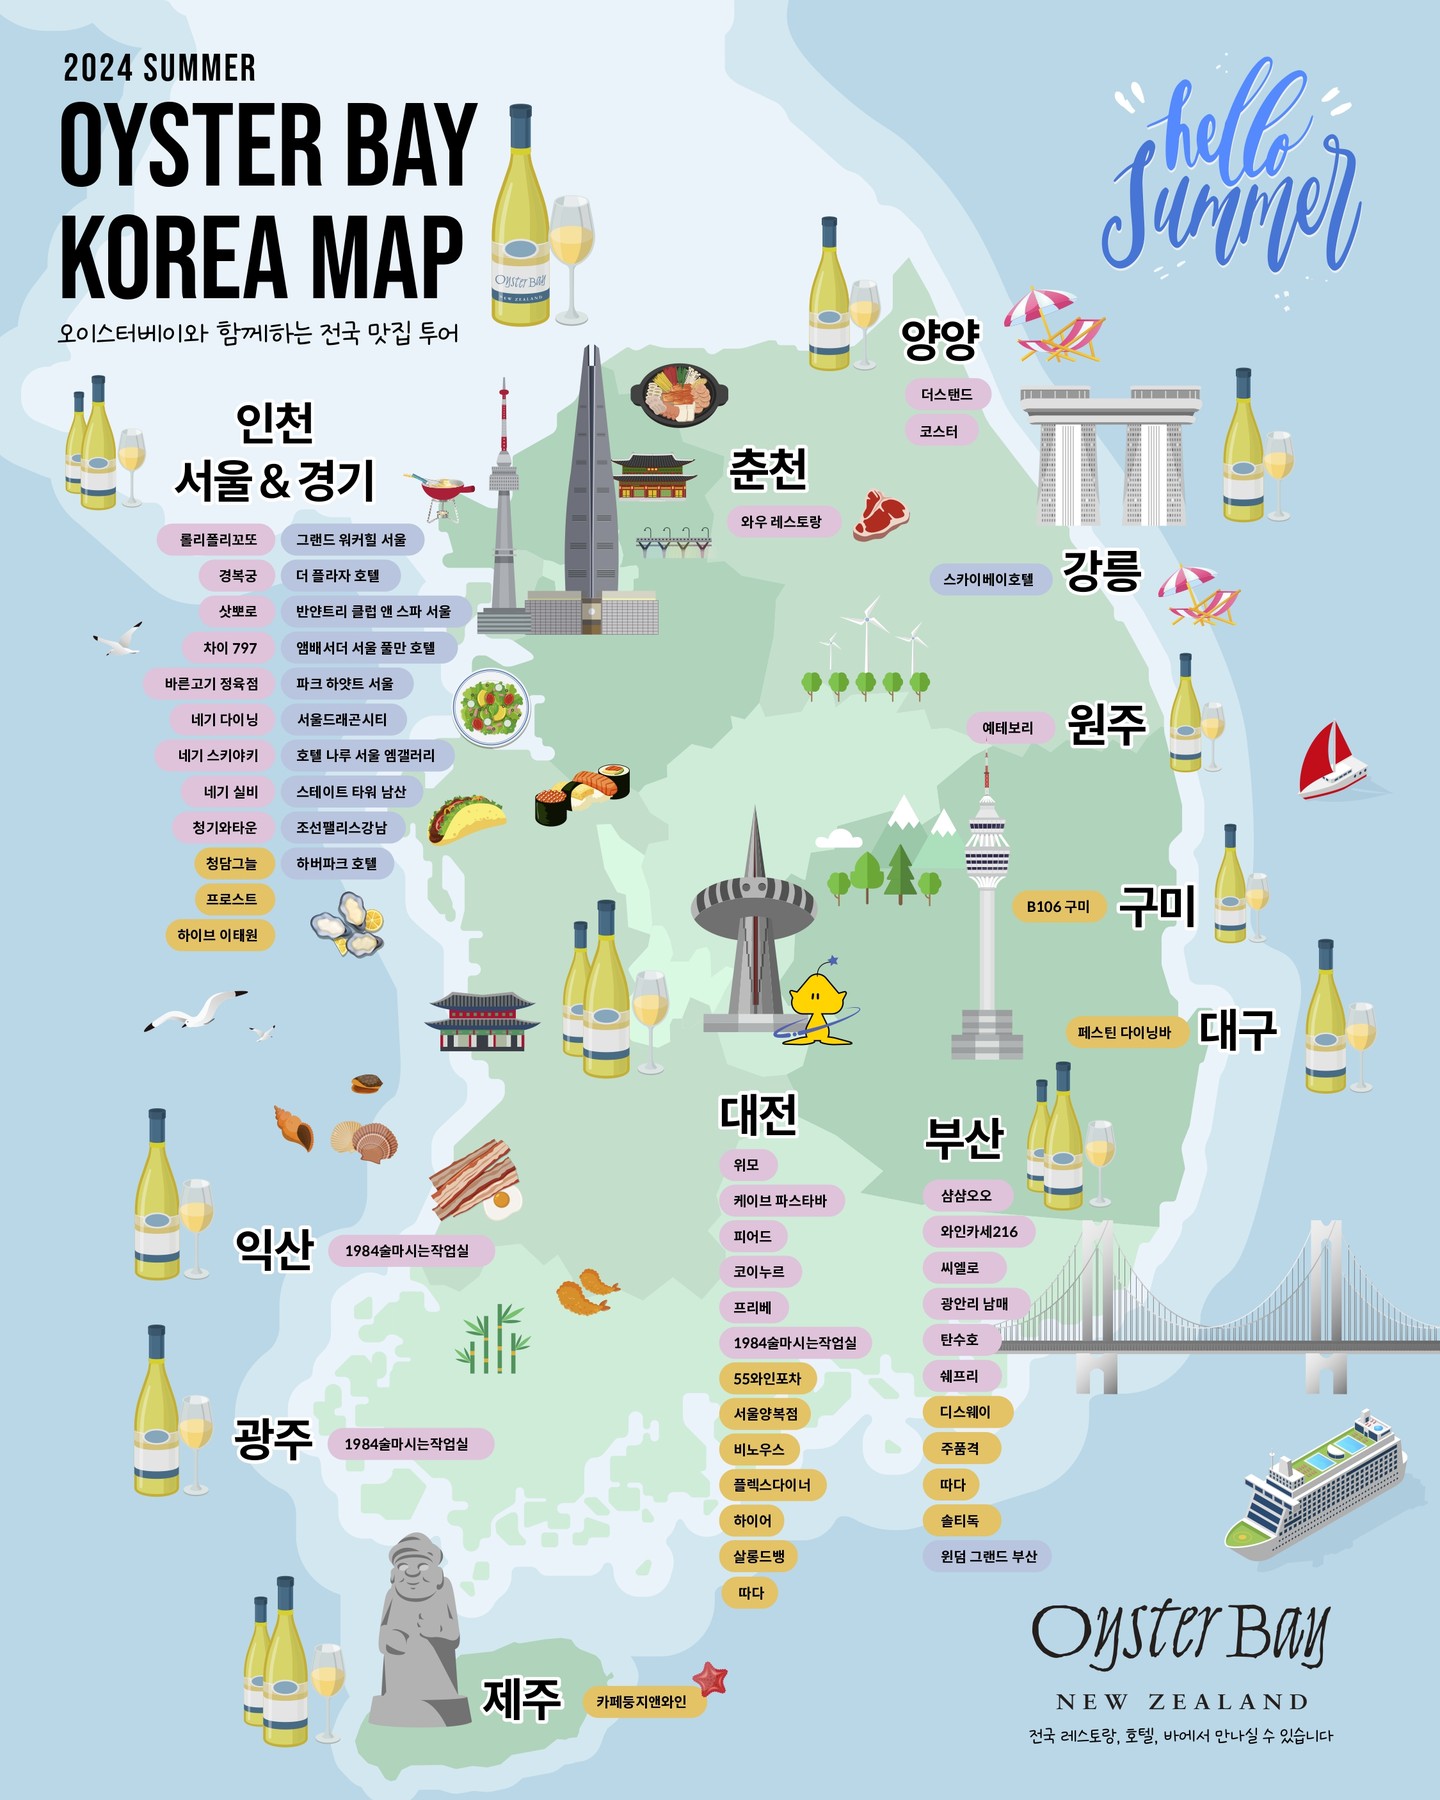 2024 SUMMER
OYSTER BAY
KOREA MAP
오이스터베이와 함께하는 전국 맛집 투어
Oyster Bay
NEW ZEALAND
hello
Summer
인천
서울 & 경기
롤리폴리꼬또
경복궁
삿뽀로
차이 797
바른고기 정육점
네기 다이닝
네기 스키야키
네기 실비
청기와타운
청담그늘
프로스트
하이브 이태원
그랜드 워커힐 서울
더 플라자 호텔
반얀트리 클럽 앤 스파 서울
앰배서더 서울 풀만 호텔
파크 하얏트 서울
서울드래곤시티
호텔 나루 서울 엠갤러리
스테이트 타워 남산
조선팰리스강남
하버파크 호텔
춘천
와우 레스토랑
양양
더스탠드
코스터
스카이베이호텔
강릉
예테보리
원주
B106 구미
구미
페스틴 다이닝바
대구
대전
위모
케이브 파스타바
피어드
코이누르
프리베
1984술마시는작업실
55와인포차
서울양복점
비노우스
플렉스다이너
하이어
살롱드뱅
따다
부산
샴샴오오
와인카세216
씨엘로
광안리 남매
탄수호
쉐프리
디스웨이
주품격
따다
솔티독
윈덤 그랜드 부산
익산
1984술마시는작업실
광주
1984술마시는작업실
제주
카페둥지앤와인
Oyster Bay
NEW ZEALAND
전국 레스토랑, 호텔, 바에서 만나실 수 있습니다